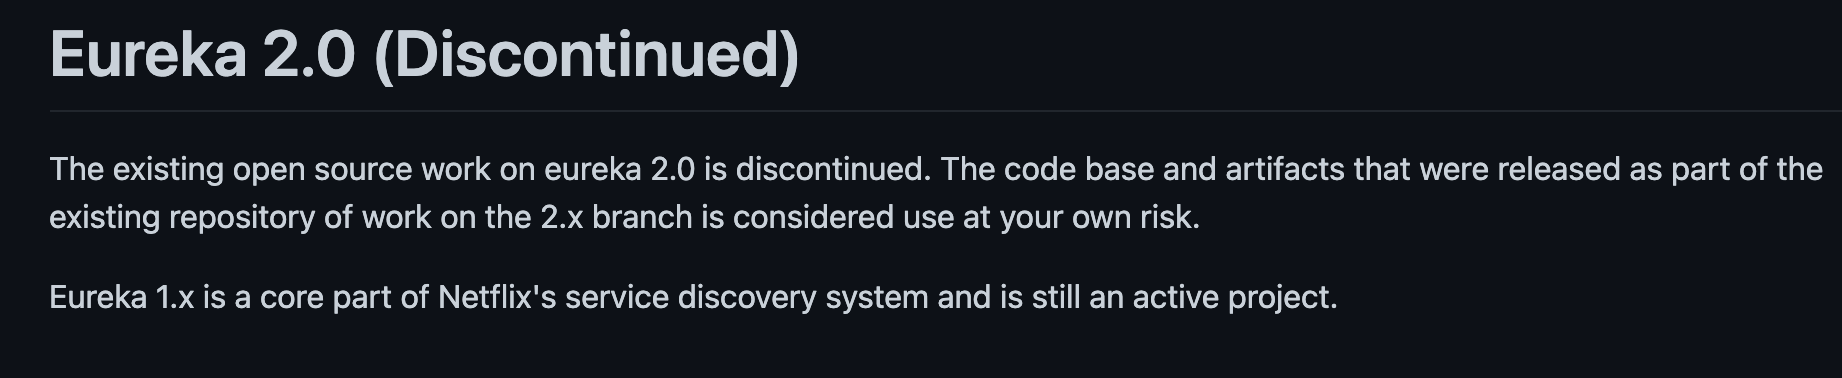 Eureka 2.0 (Discontinued)
The existing open source work on eureka 2.0 is discontinued. The code base and artifacts that were released as part of the
existing repository of work on the 2.x branch is considered use at your own risk.
Eureka 1.x is a core part of Netflix's service discovery system and is still an active project.